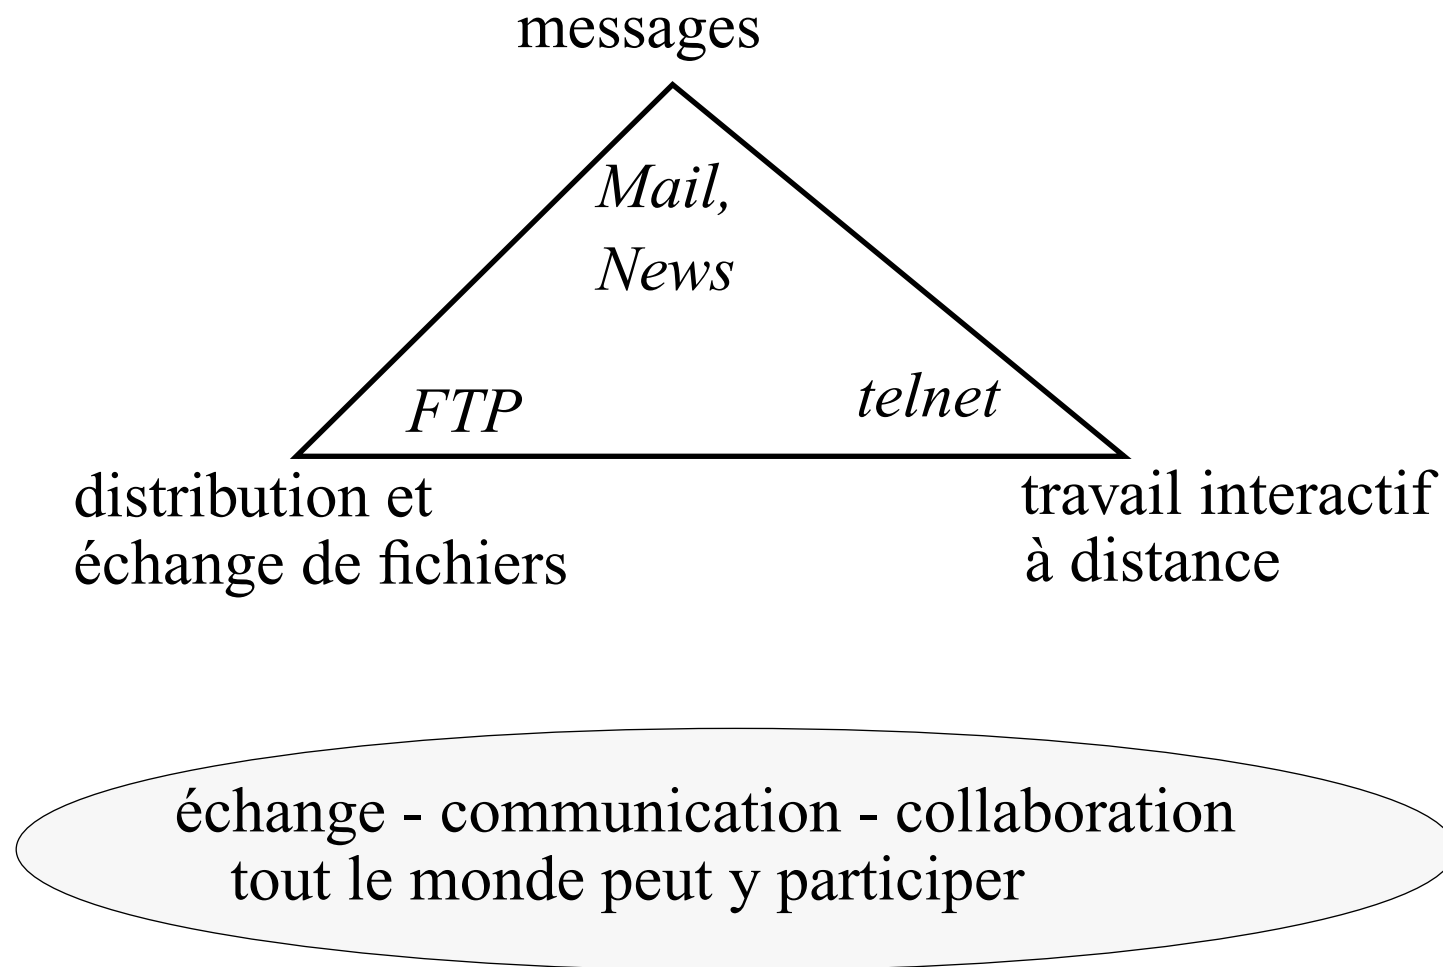 messages
Mail,
News
FTP
telnet
distribution et
échange de fichiers
travail interactif
à distance
échange - communication - collaboration
tout le monde peut y participer